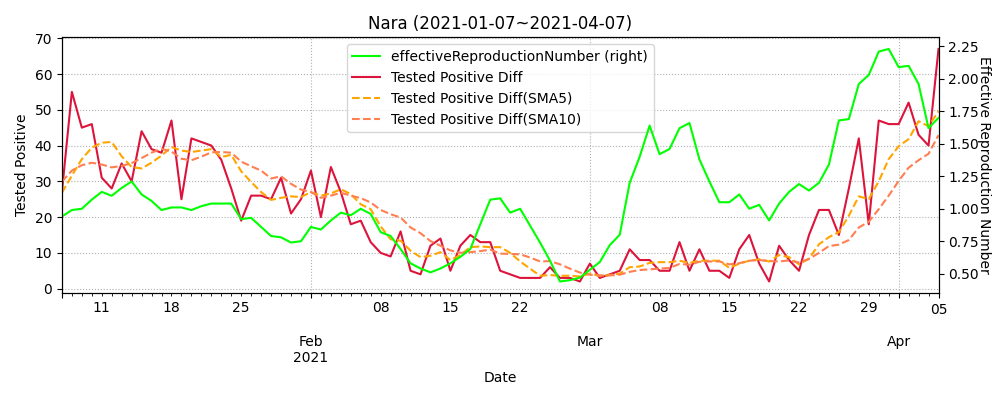 Nara (2021-01-07~2021-04-07)
effectiveReproductionNumber (right)
Tested Positive Diff
Tested Positive Diff(SMA5)
Tested Positive Diff(SMA10)
70
60
50
40
30
20
10
0
Tested Positive
2.25
2.00
1.75
1.50
1.25
1.00
0.75
0.50
Effective Reproduction Number
11 18 25 08 15 22 08 15 22 29 05
Feb Mar Apr
2021
Date